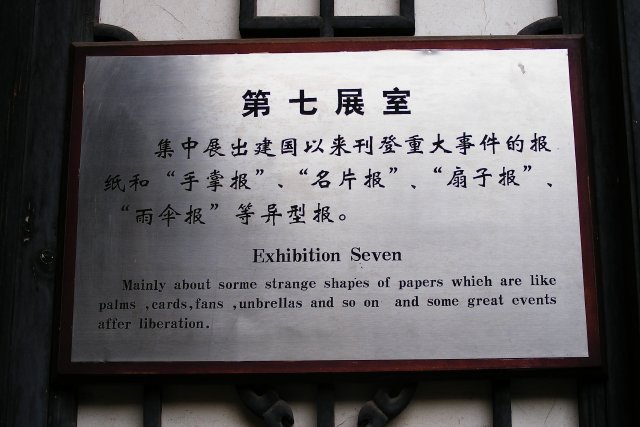 第七展室
集中展出建国以来刊登重大事件的报
纸和“手掌报”、“名片报”、“扇子报”、
“雨伞报”等异型报。
Exhibition Seven
Mainly about sorme strange shapes of papers which are like
palms ,cards,fans ,unbrellas and so on and some great events
affer liberation.